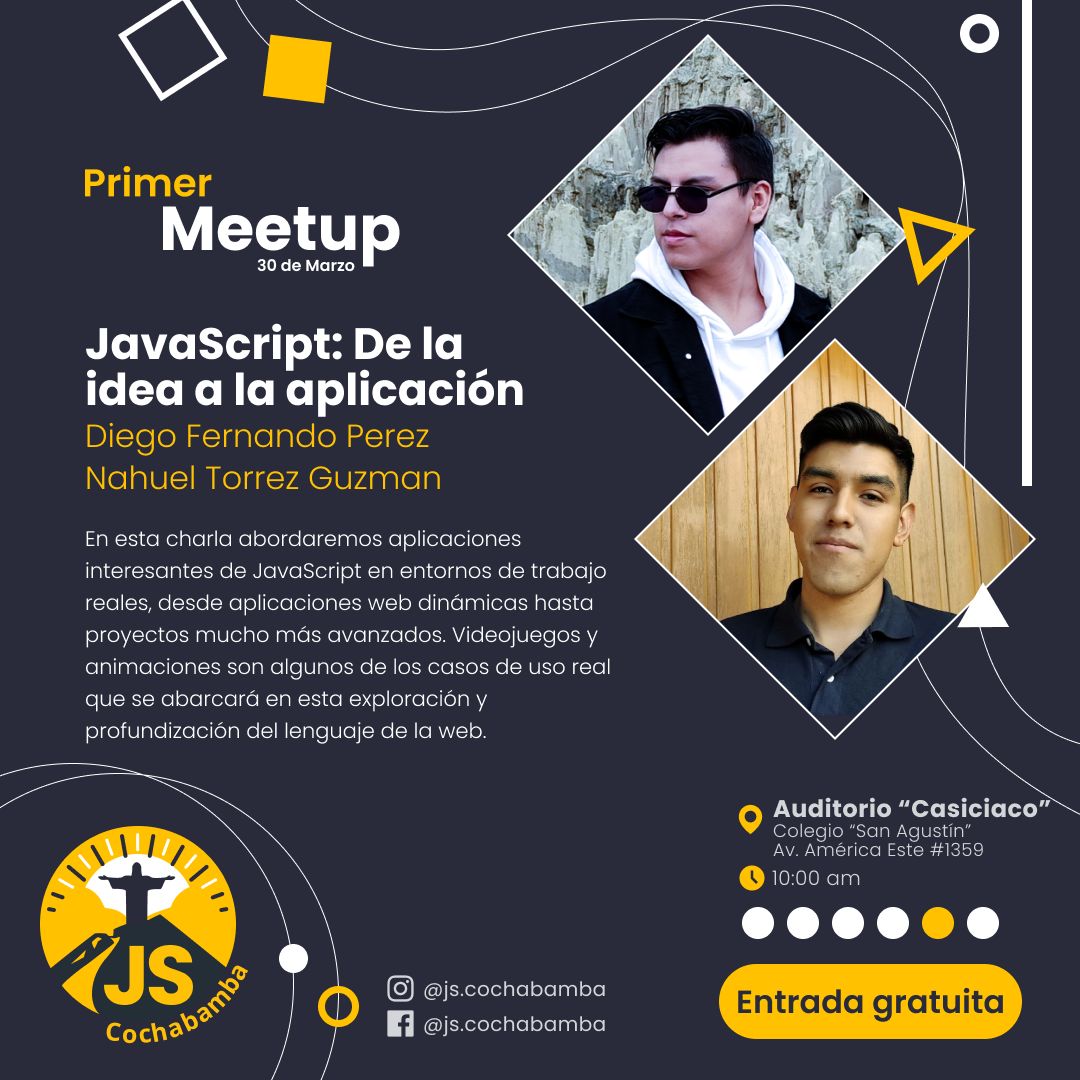 Primer
Meetup
30 de Marzo
JavaScript: De la
idea a la aplicación
Diego Fernando Perez
Nahuel Torrez Guzman
En esta charla abordaremos aplicaciones
interesantes de JavaScript en entornos de trabajo
reales, desde aplicaciones web dinámicas hasta
proyectos mucho más avanzados. Videojuegos y
animaciones son algunos de los casos de uso real
que se abarcará en esta exploración y
profundización del lenguaje de la web.
Auditorio “Casiciaco”
Colegio “San Agustín”
Av. América Este #1359
10:00 am
JS
Cochabamba
@js.cochabamba
@js.cochabamba
Entrada gratuita